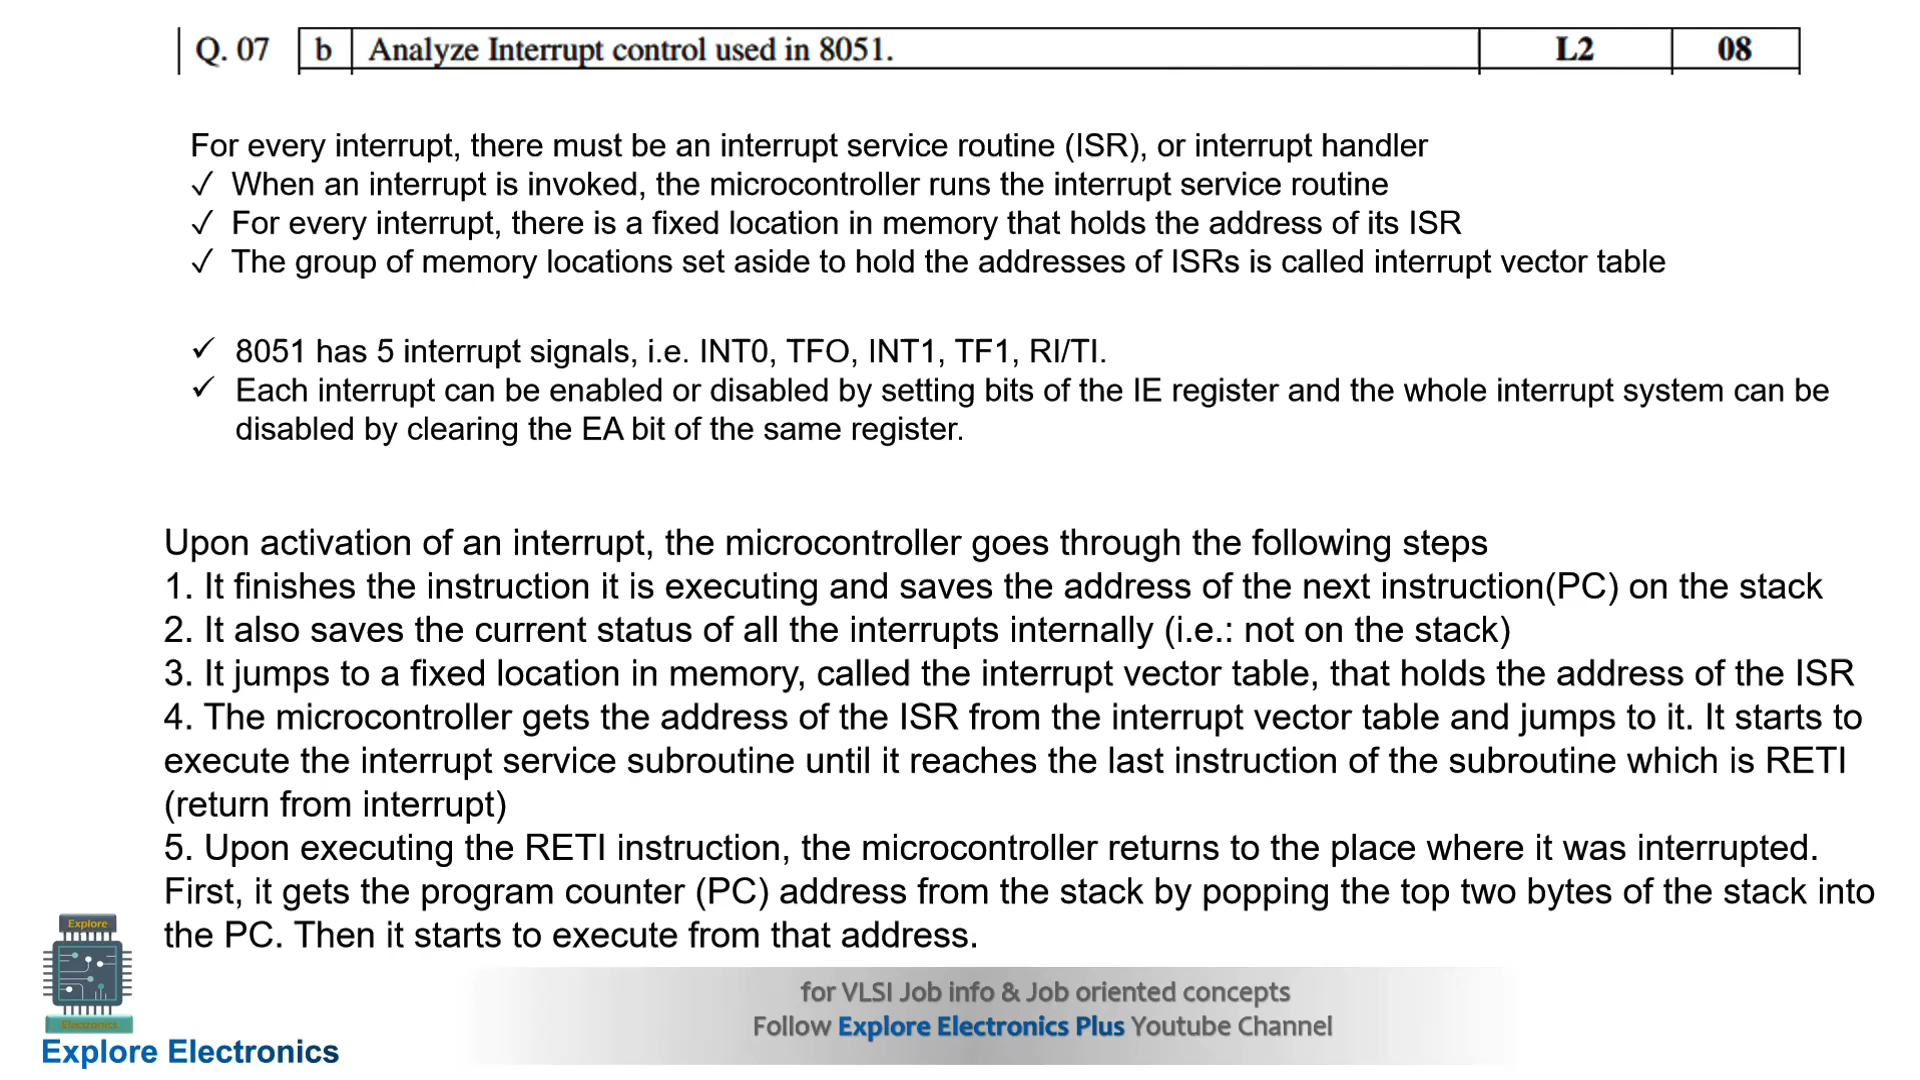 Q. 07 b Analyze Interrupt control used in 8051. L2 08
For every interrupt, there must be an interrupt service routine (ISR), or interrupt handler
✓ When an interrupt is invoked, the microcontroller runs the interrupt service routine
✓ For every interrupt, there is a fixed location in memory that holds the address of its ISR
✓ The group of memory locations set aside to hold the addresses of ISRs is called interrupt vector table
✓ 8051 has 5 interrupt signals, i.e. INT0, TFO, INT1, TF1, RI/TI.
✓ Each interrupt can be enabled or disabled by setting bits of the IE register and the whole interrupt system can be
disabled by clearing the EA bit of the same register.
Upon activation of an interrupt, the microcontroller goes through the following steps
1. It finishes the instruction it is executing and saves the address of the next instruction(PC) on the stack
2. It also saves the current status of all the interrupts internally (i.e.: not on the stack)
3. It jumps to a fixed location in memory, called the interrupt vector table, that holds the address of the ISR
4. The microcontroller gets the address of the ISR from the interrupt vector table and jumps to it. It starts to
execute the interrupt service subroutine until it reaches the last instruction of the subroutine which is RETI
(return from interrupt)
5. Upon executing the RETI instruction, the microcontroller returns to the place where it was interrupted.
First, it gets the program counter (PC) address from the stack by popping the top two bytes of the stack into
the PC. Then it starts to execute from that address.
Explore
Electronics
Explore Electronics
for VLSI Job info & Job oriented concepts
Follow Explore Electronics Plus Youtube Channel